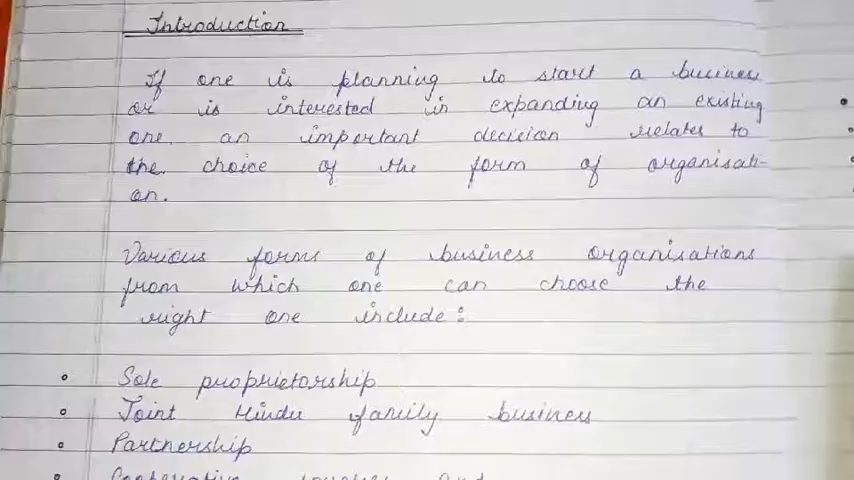 Introduction
If one is planning to start a business
or is interested in expanding an existing
one. an important decision relates to
the. choice of the form of organisati-
on.
Various forms of business organisations
from which one can choose the
right one include:
• Sole proprietorship
• Joint Hindu family business
• Partnership
• Cooperative and